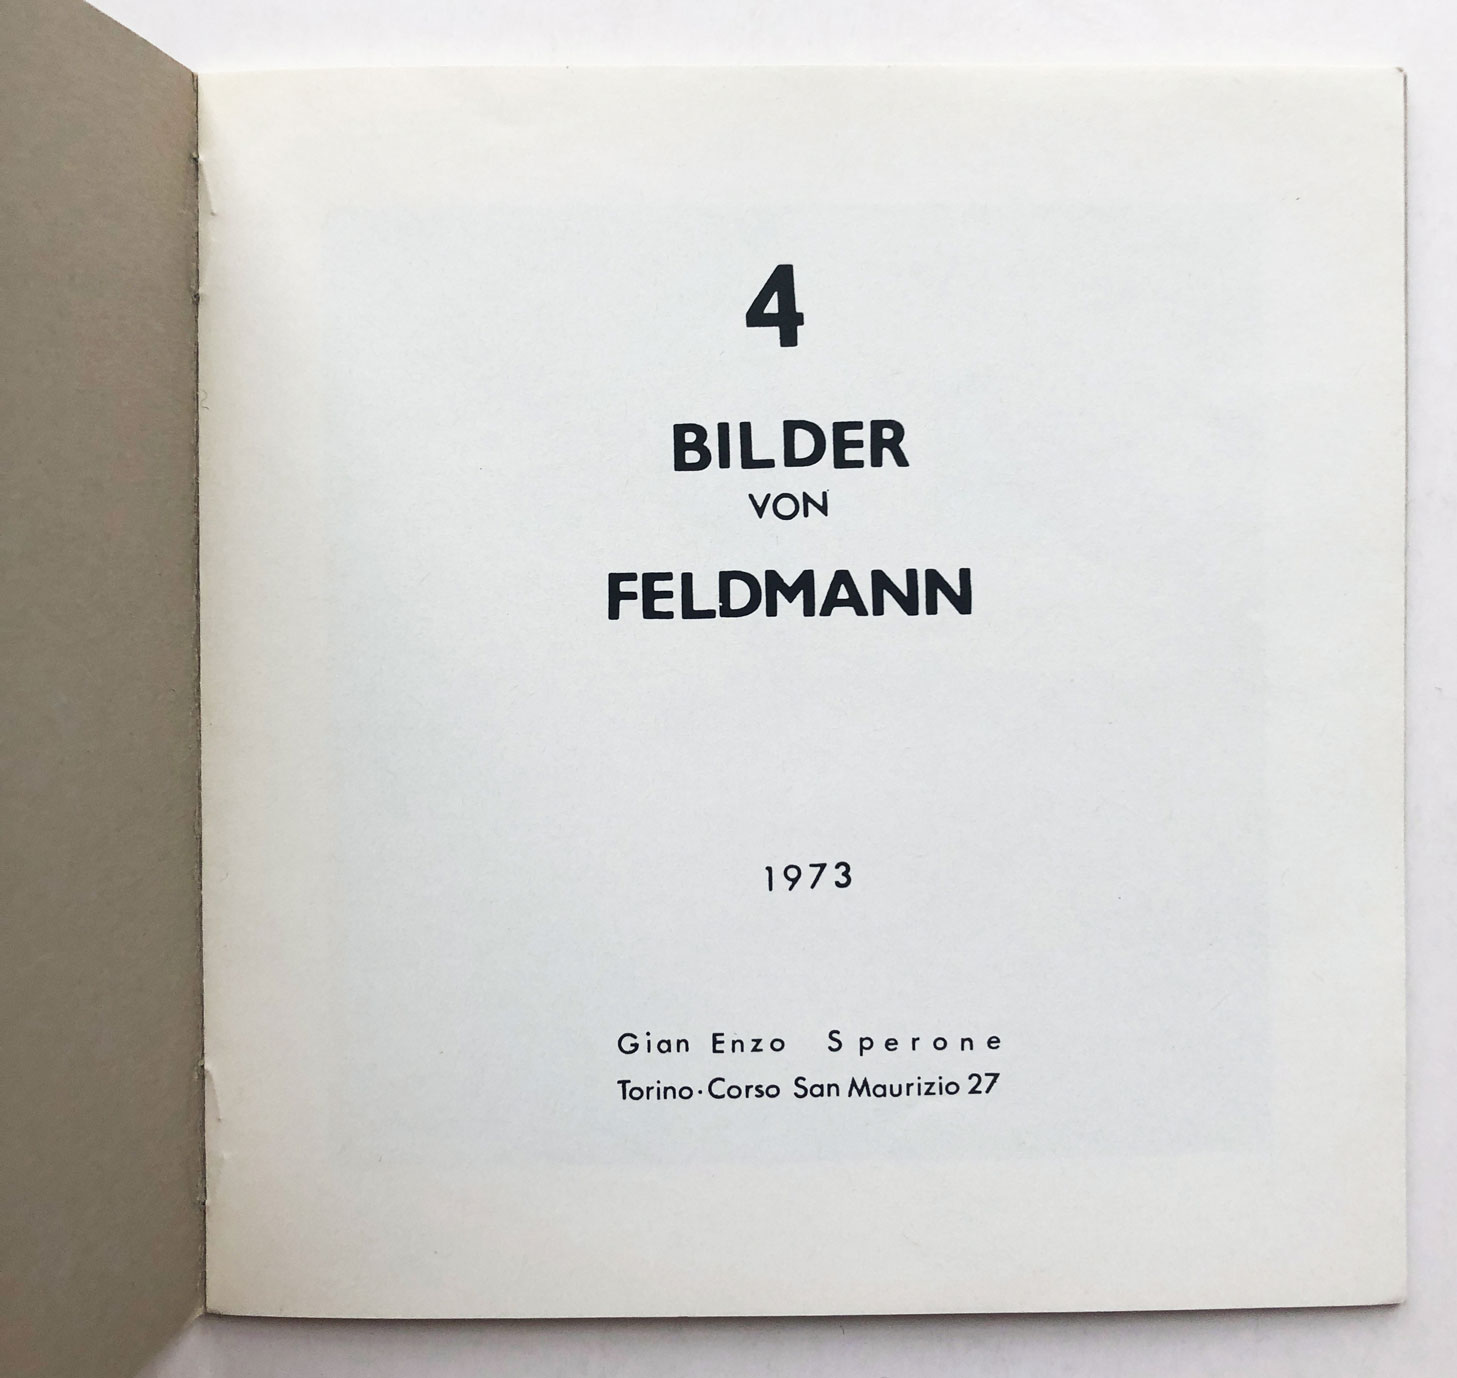 4
BILDER
VON
FELDMANN
1973
Gian Enzo Sperone
Torino·Corso San Maurizio 27